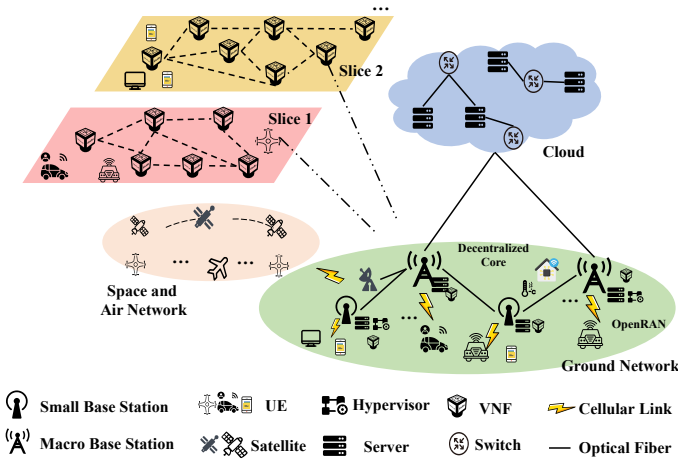 ...
Slice 2
Slice 1
Cloud
Decentralized
Core
...
...
Space and
Air Network
...
...
OpenRAN
Ground Network
Small Base Station
UE
Hypervisor
VNF
Cellular Link
Macro Base Station
Satellite
Server
Switch
Optical Fiber